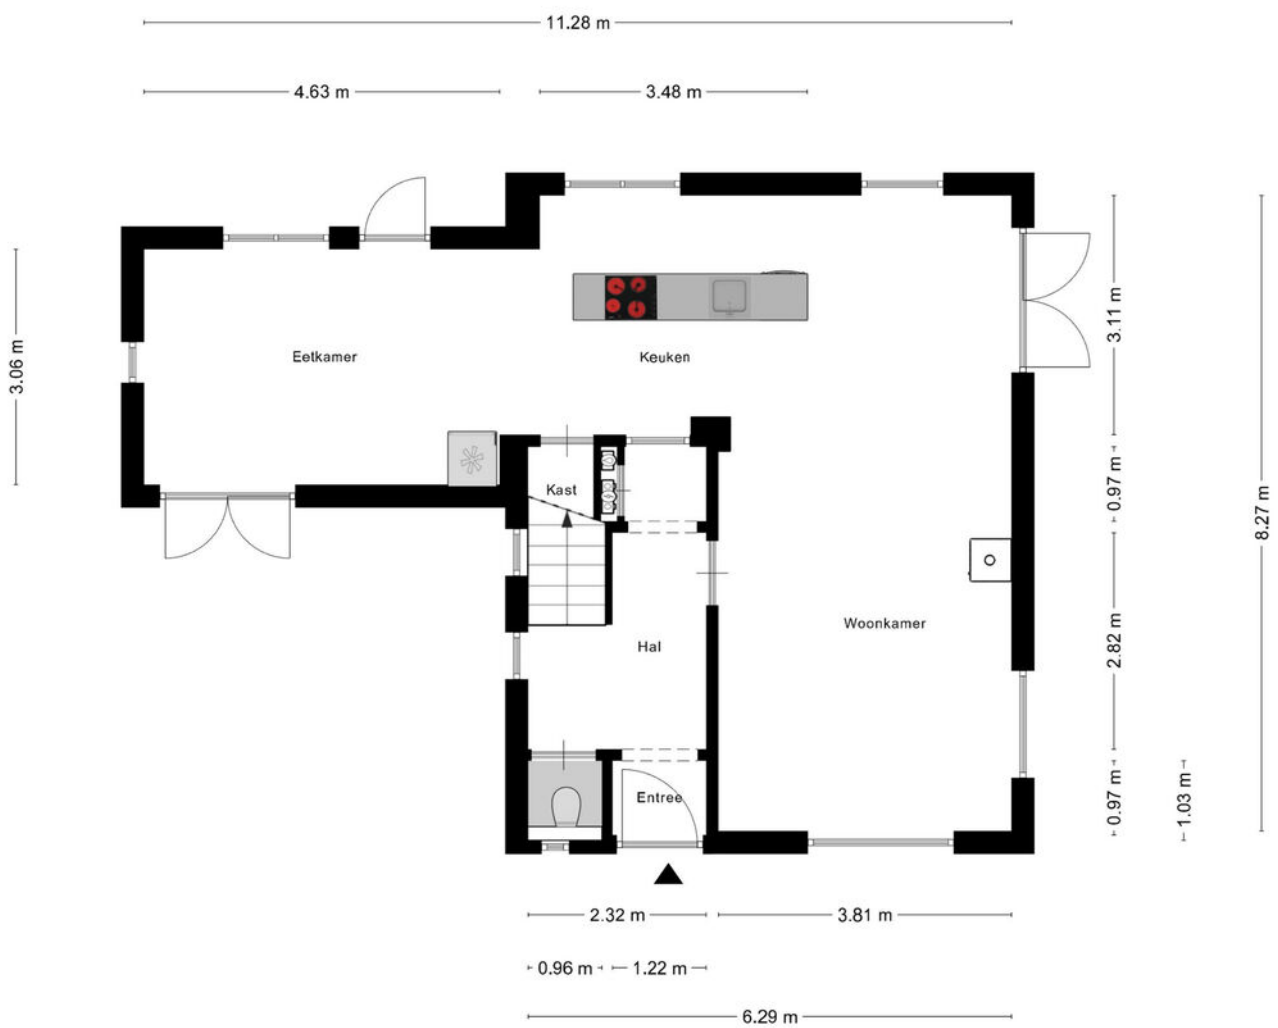 11.28 m
4.63 m
3.48 m
3.06 m
Eetkamer
Keuken
3.11 m
Kast
0.97 m
8.27 m
Woonkamer
2.82 m
Hal
Entree
0.97 m
1.03 m
2.32 m
3.81 m
0.96 m
1.22 m
6.29 m